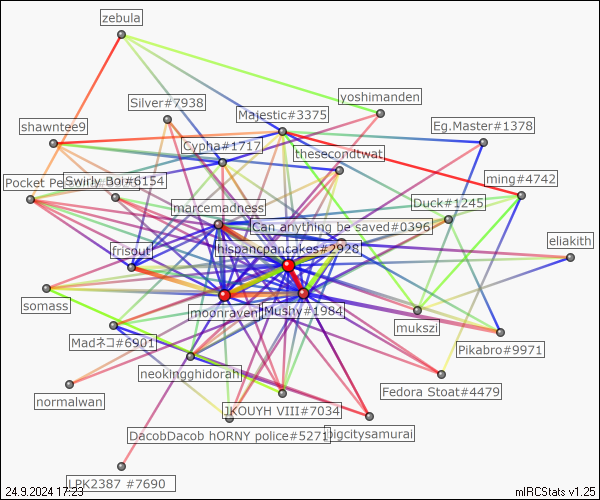 zebula
Silver#7938
yoshimanden
Majestic#3375
shawntee9
Eg.Master#1378
Cypha#1717
thesecondtwat
Pocket Pe
Swirly Boi#6154
ming#4742
Duck#1245
marcemadness
Can anything be saved#0396
frisout
hispancpancakes#2928
eliakith
somass
moonraven
Mushy#1984
mukszi
Madネコ#6901
Pikabro#9971
neokingghidorah
normalwan
Fedora Stoat#4479
JKOUYH VIII#7034
DacobDacob hORNY police#5271
bigcitysamurai
LPK2387 #7690
24.9.2024 17:23
mIRCStats v1.25